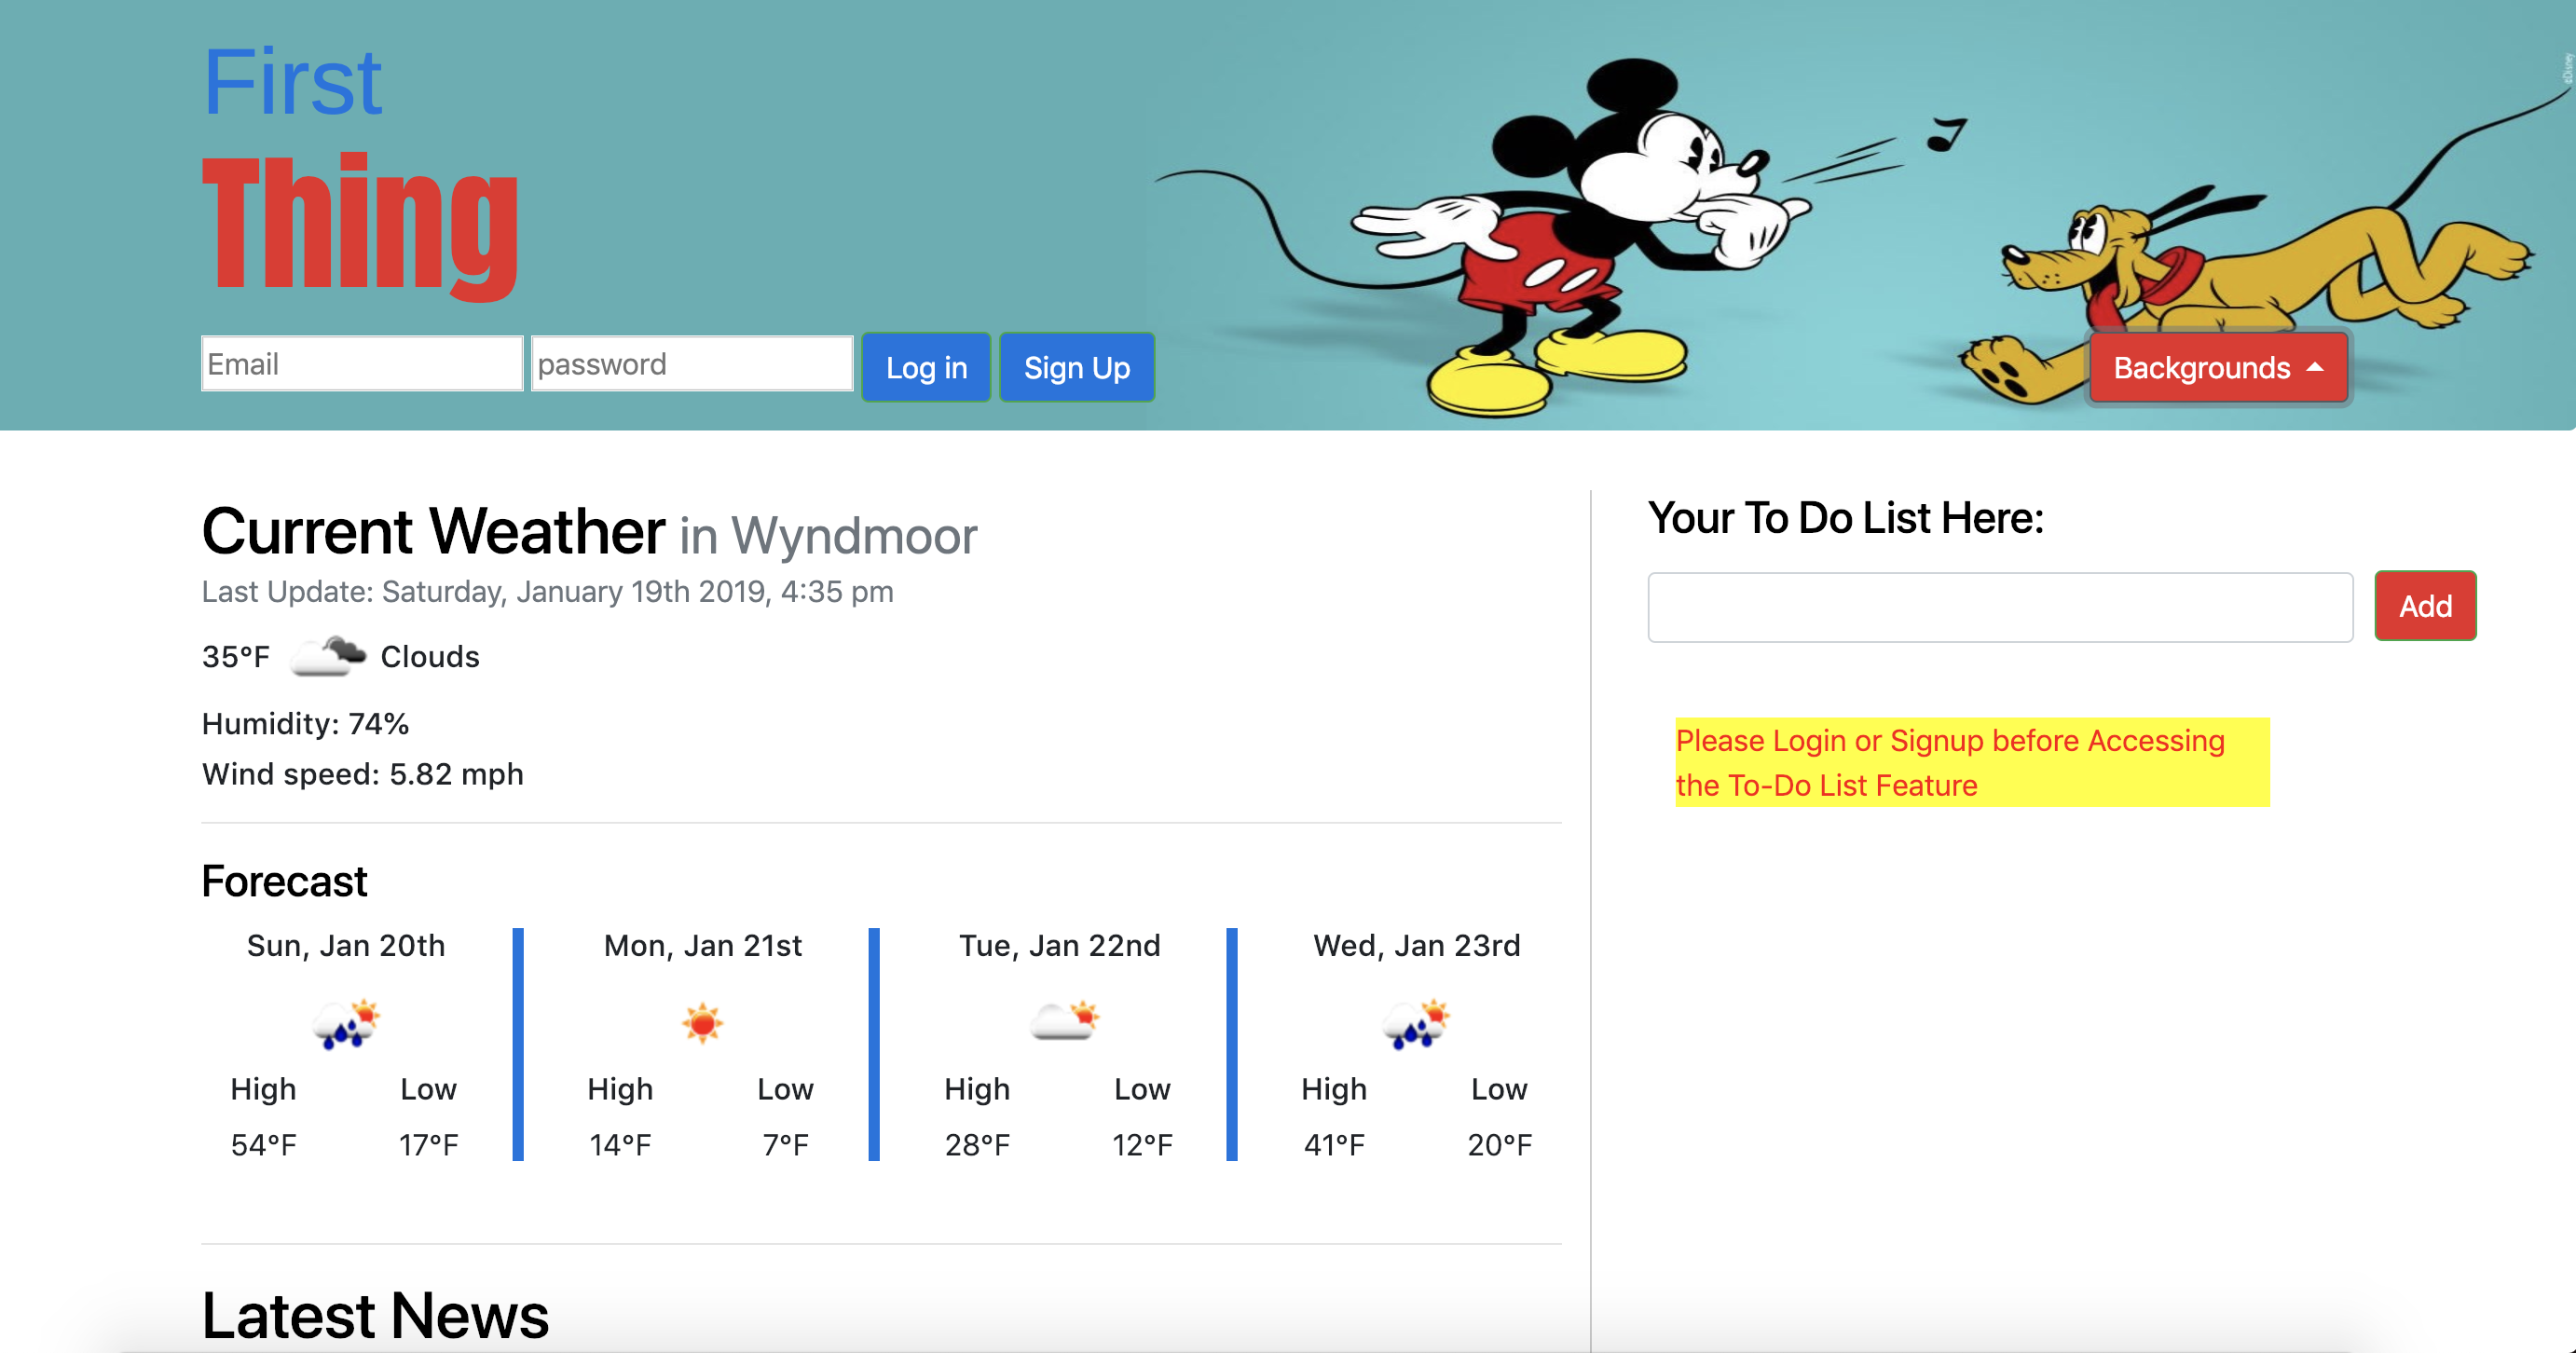 First
Thing
©Disney
Email password Log in Sign Up Backgrounds
Current Weather in Wyndmoor
Last Update: Saturday, January 19th 2019, 4:35 pm
35°F Clouds
Humidity: 74%
Wind speed: 5.82 mph
Forecast
Sun, Jan 20th Mon, Jan 21st Tue, Jan 22nd Wed, Jan 23rd
High Low High Low High Low High Low
54°F 17°F 14°F 7°F 28°F 12°F 41°F 20°F
Latest News
Your To Do List Here:
Add
Please Login or Signup before Accessing
the To-Do List Feature